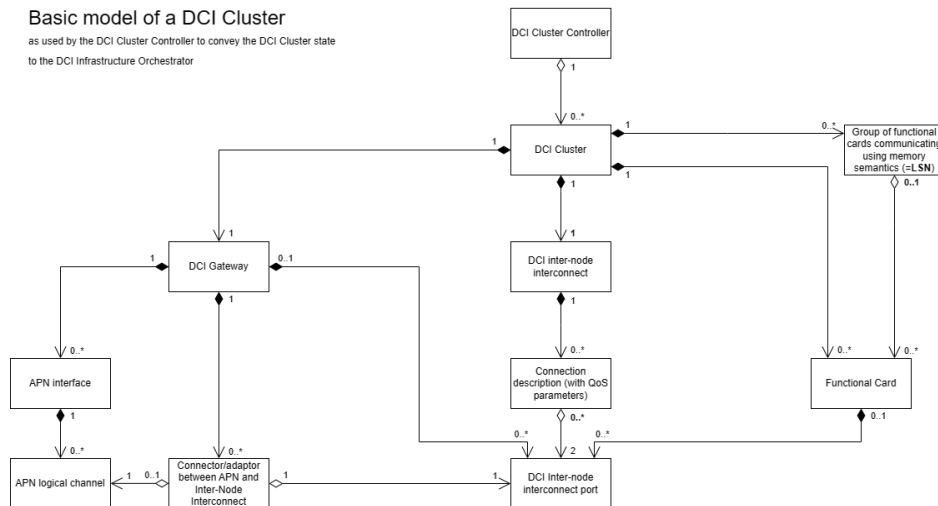 Basic model of a DCI Cluster
as used by the DCI Cluster Controller to convey the DCI Cluster state
to the DCI Infrastructure Orchestrator
DCI Cluster Controller
1
0..*
DCI Cluster
1
1
1
1
0..*
Group of functional
cards communicating
using memory
semantics (=LSN)
0..1
1
DCI Gateway
1
0..1
1
1
DCI inter-node
interconnect
1
0..*
APN interface
1
0..*
Connection
description (with QoS
parameters)
0..*
0..*
0..*
Functional Card
0..1
0..*
APN logical channel
1
0..1
0..*
Connector/adaptor
between APN and
Inter-Node
Interconnect
1
1
0..*
2
0..*
DCI Inter-node
interconnect port